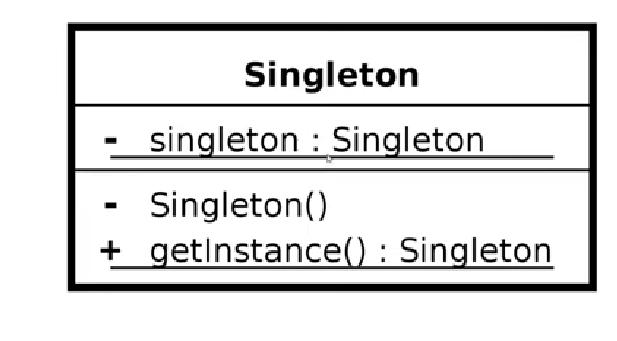 Singleton
- singleton : Singleton
- Singleton()
+ getInstance() : Singleton